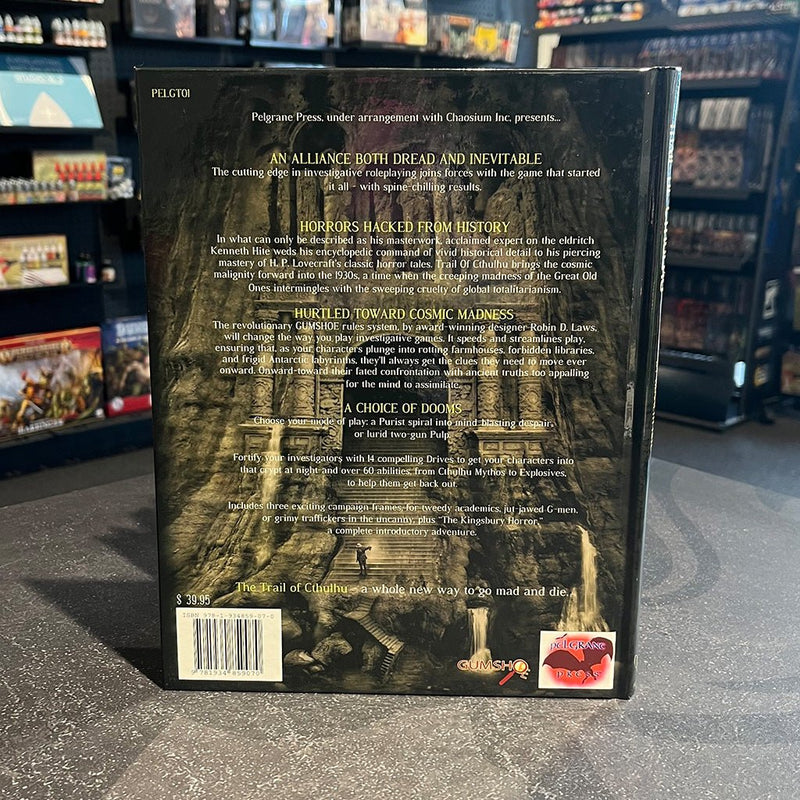 PELGT01
Pelgrane Press, under arrangement with Chaosium Inc. presents...
AN ALLIANCE BOTH DREAD AND INEVITABLE
The cutting edge in investigative roleplaying joins forces with the game that started
it all - with spine-chilling results.
HORRORS HACKED FROM HISTORY
In what can only be described as his masterwork, acclaimed expert on the eldritch
Kenneth Hite weds his encyclopedic command of vivid historical detail to his piercing
mastery of H. P. Lovecraft's classic horror tales. Trail Of Cthulhu brings the cosmic
malignity forward into the 1930s, a time when the creeping madness of the Great Old
Ones intermingles with the sweeping cruelty of global totalitarianism.
HURTLED TOWARD COSMIC MADNESS
The revolutionary GUMSHOE rules system, by award-winning designer Robin D. Laws,
will change the way you play investigative games. It speeds and streamlines play,
ensuring that, as your characters plunge into rotting farmhouses, forbidden libraries,
and frigid Antarctic labyrinths, they'll always get the clues they need to move ever
onward. Onward-toward their fated confrontation with ancient truths too appalling
for the mind to assimilate.
A CHOICE OF DOOMS
Choose your mode of play: a Purist spiral into mind-blasting despair,
or lurid two-gun Pulp.
Fortify your investigators with 14 compelling Drives to get your characters into
that crypt at night and over 60 abilities, from Cthulhu Mythos to Explosives,
to help them get back out.
Includes three exciting campaign frames, for tweedy academics, jut-jawed G-men,
or grimy traffickers in the uncanny, plus "The Kingsbury Horror,"
a complete introductory adventure.
The Trail of Cthulhu - a whole new way to go mad and die.
$ 39.95
ISBN 978-1-934859-07-0
9 781934 859070
GUMSHOE
PELGRANE
PRESS